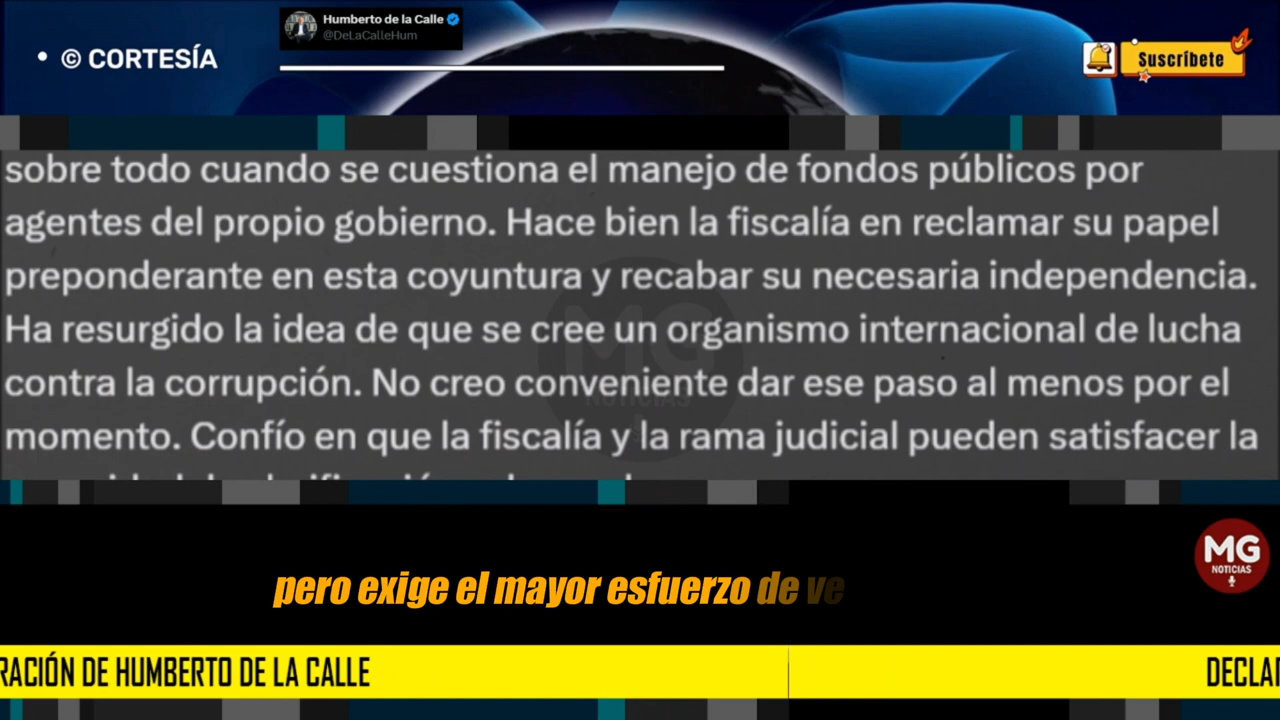 Humberto de la Calle
@DeLaCalleHum
• © CORTESÍA
Suscríbete
sobre todo cuando se cuestiona el manejo de fondos públicos por
agentes del propio gobierno. Hace bien la fiscalía en reclamar su papel
preponderante en esta coyuntura y recabar su necesaria independencia.
Ha resurgido la idea de que se cree un organismo internacional de lucha
contra la corrupción. No creo conveniente dar ese paso al menos por el
momento. Confío en que la fiscalía y la rama judicial pueden satisfacer la
MG
NOTICIAS
pero exige el mayor esfuerzo de ve
MG
NOTICIAS
RACIÓN DE HUMBERTO DE LA CALLE
DECLA